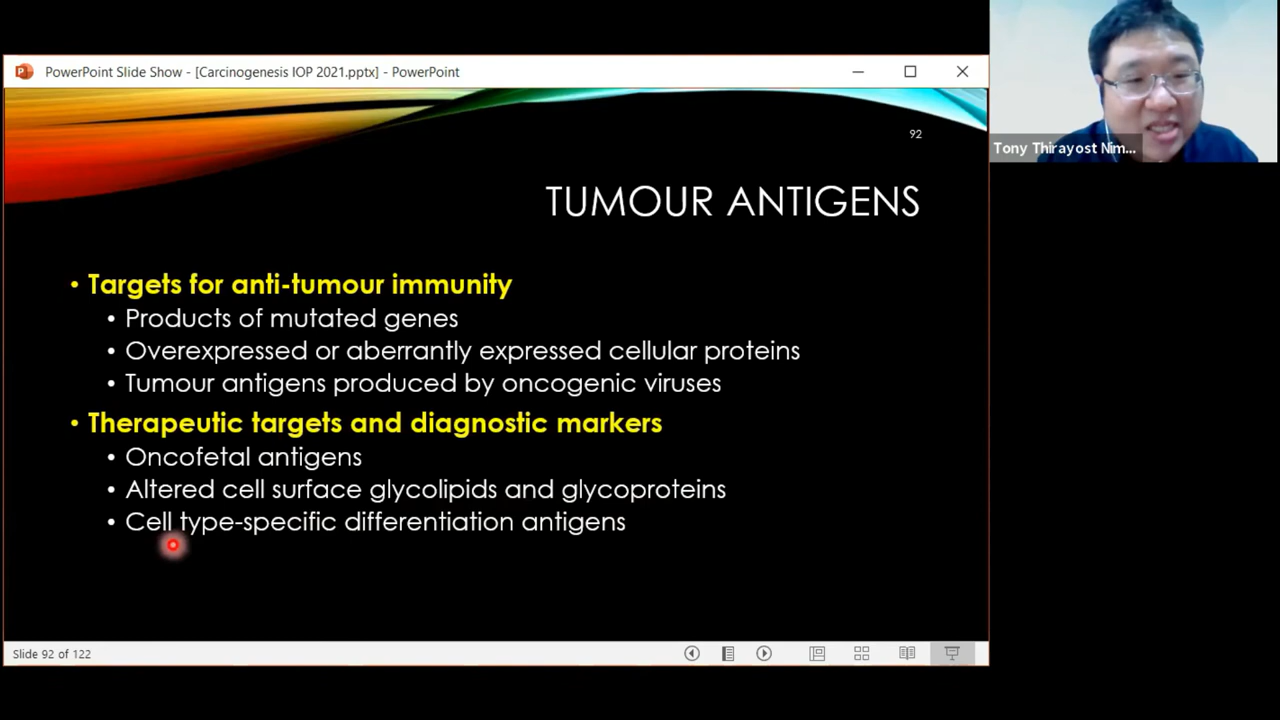 PowerPoint Slide Show - [Carcinogenesis IOP 2021.pptx] - PowerPoint
Tony Thirayost Nim...
92
TUMOUR ANTIGENS
• Targets for anti-tumour immunity
• Products of mutated genes
• Overexpressed or aberrantly expressed cellular proteins
• Tumour antigens produced by oncogenic viruses
• Therapeutic targets and diagnostic markers
• Oncofetal antigens
• Altered cell surface glycolipids and glycoproteins
• Cell type-specific differentiation antigens
Slide 92 of 122